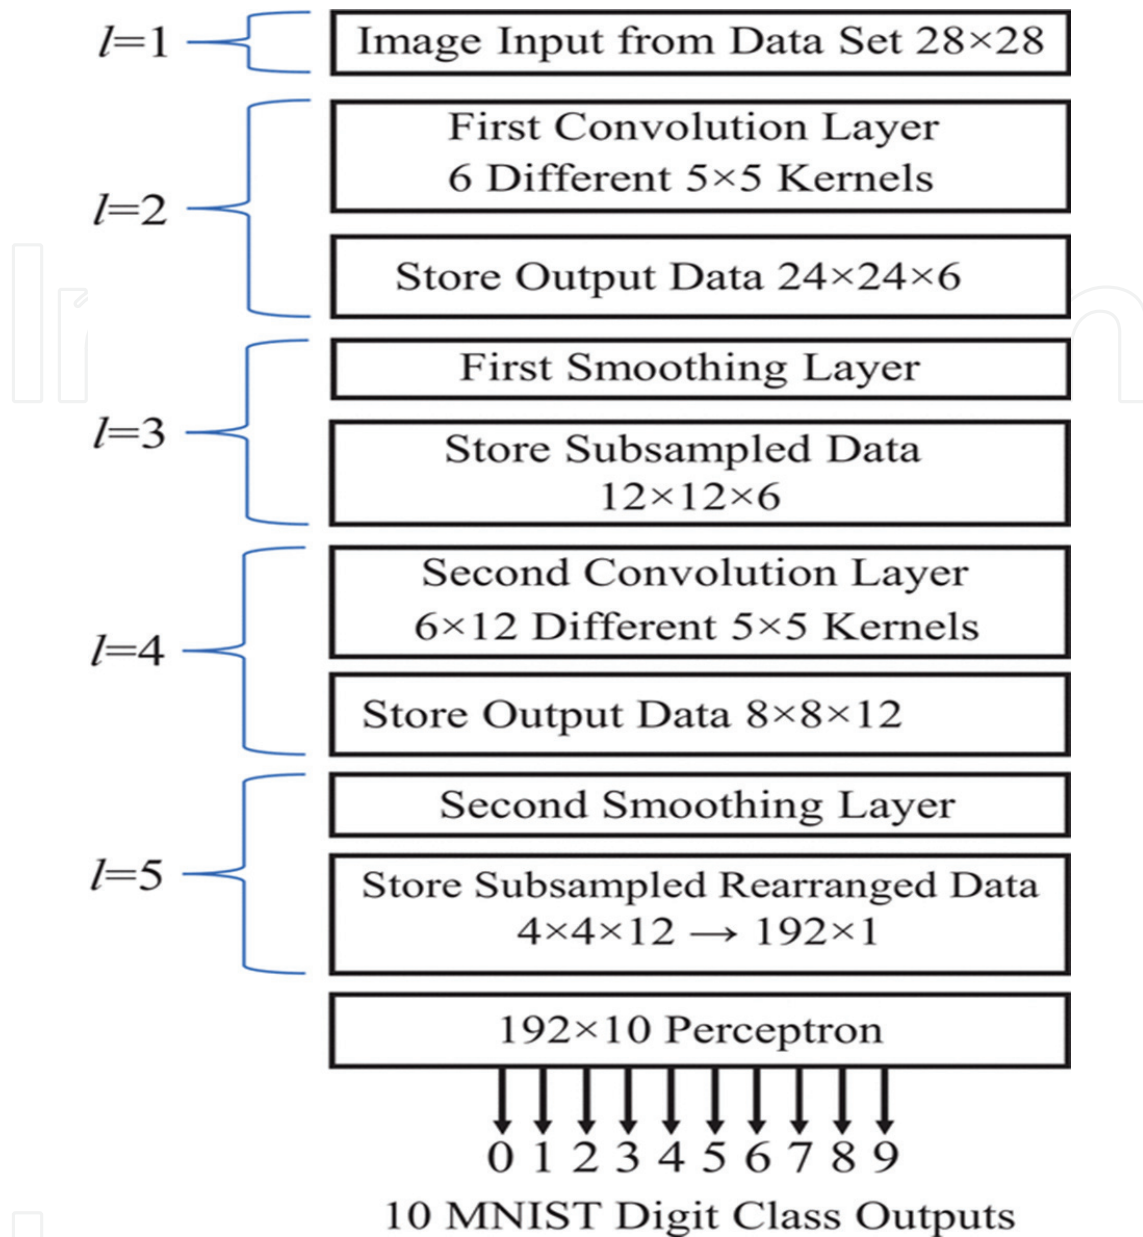 l=1
Image Input from Data Set 28×28
l=2
First Convolution Layer
6 Different 5×5 Kernels
Store Output Data 24×24×6
l=3
First Smoothing Layer
Store Subsampled Data
12×12×6
l=4
Second Convolution Layer
6×12 Different 5×5 Kernels
Store Output Data 8×8×12
l=5
Second Smoothing Layer
Store Subsampled Rearranged Data
4×4×12 → 192×1
192×10 Perceptron
0 1 2 3 4 5 6 7 8 9
10 MNIST Digit Class Outputs